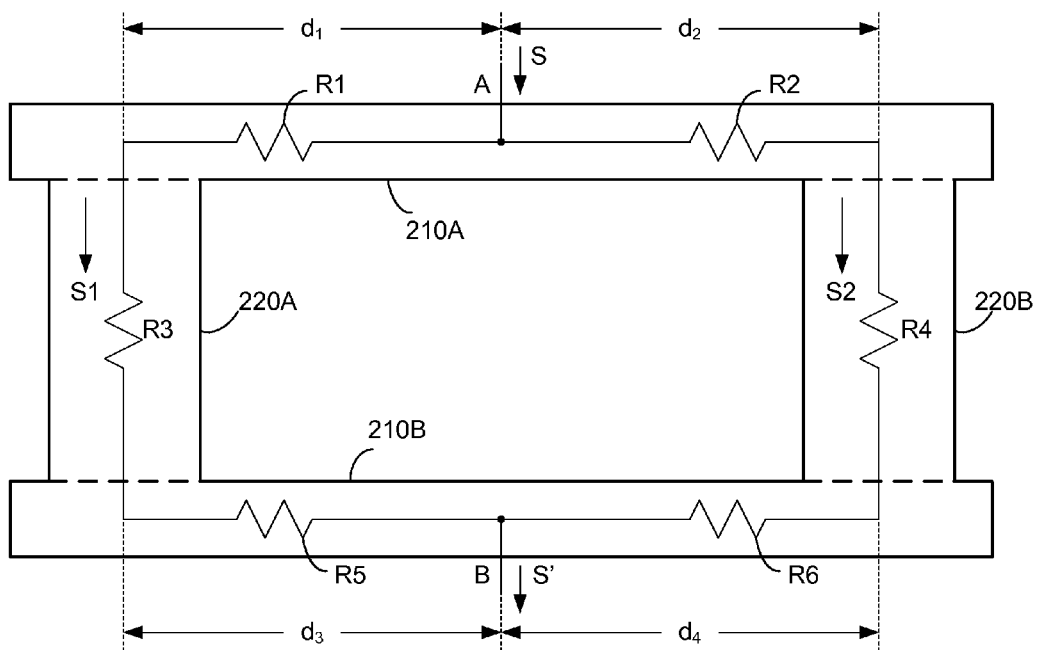 d₁ d₂
S
A
R1 R2
210A
S1 220A R3 S2 R4 220B
210B
R5 B S' R6
d₃ d₄